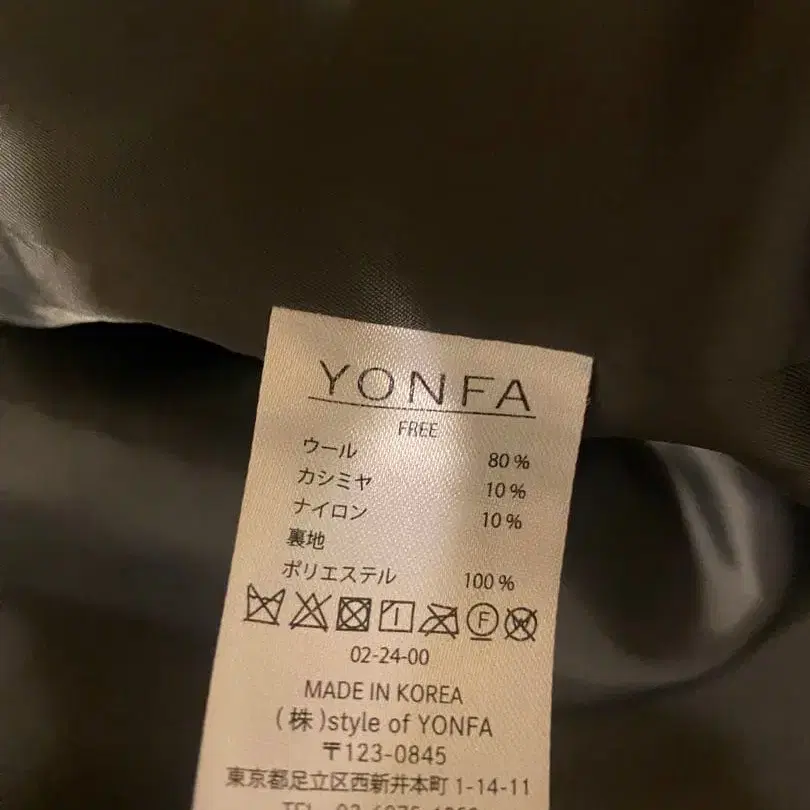 YONFA
FREE
ウール 80%
カシミヤ 10%
ナイロン 10%
裏地
ポリエステル 100%
F W
02-24-00
MADE IN KOREA
(株)style of YONFA
〒123-0845
東京都足立区西新井本町 1-14-11